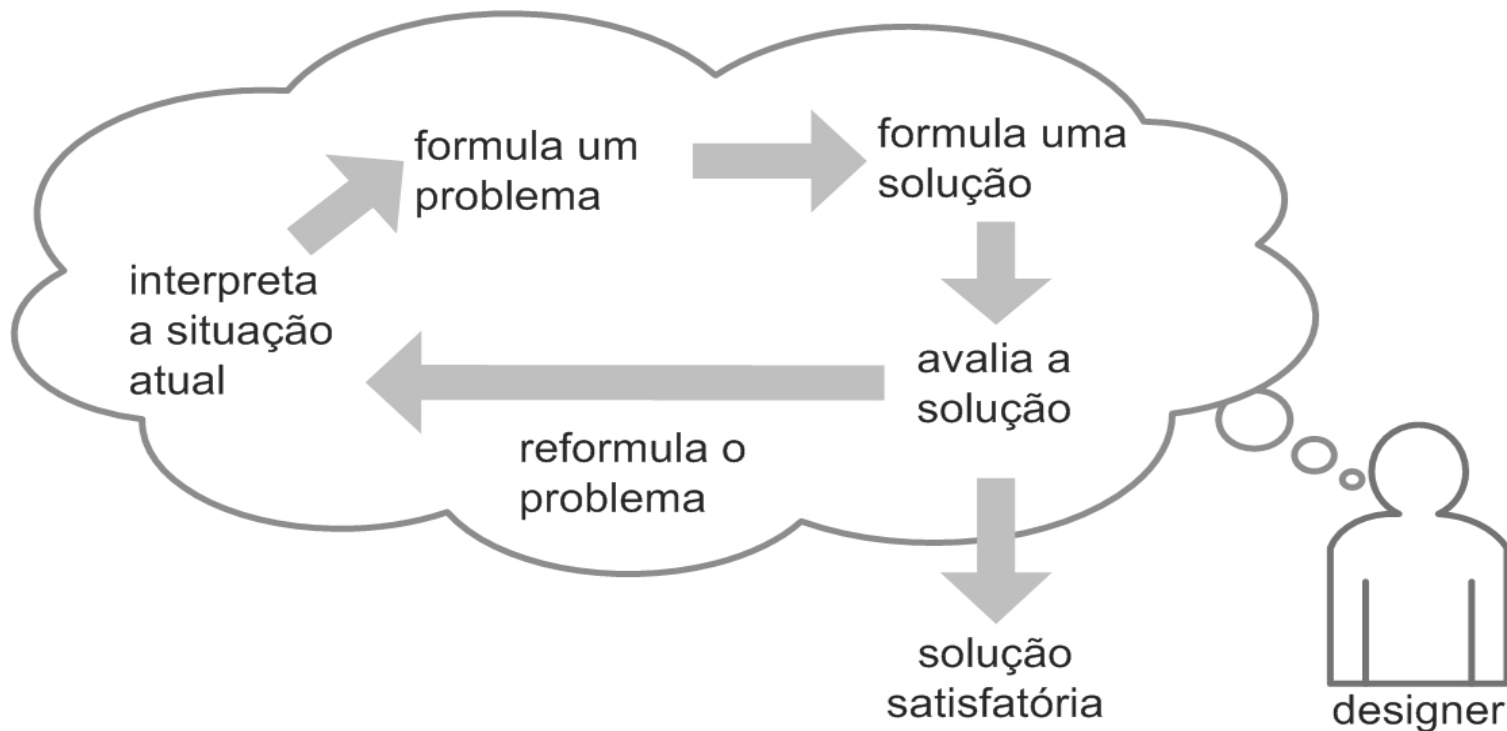 formula um
problema
formula uma
solução
interpreta
a situação
atual
avalia a
solução
reformula o
problema
solução
satisfatória
designer